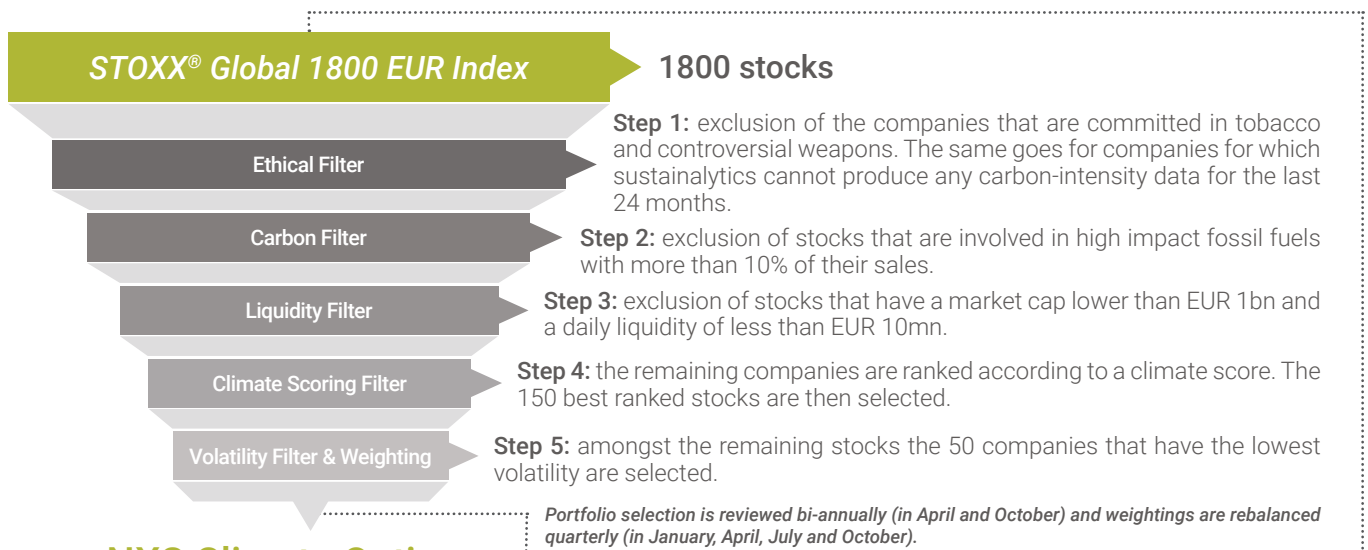 STOXX® Global 1800 EUR Index
1800 stocks
Ethical Filter
Step 1: exclusion of the companies that are committed in tobacco
and controversial weapons. The same goes for companies for which
sustainalytics cannot produce any carbon-intensity data for the last
24 months.
Carbon Filter
Step 2: exclusion of stocks that are involved in high impact fossil fuels
with more than 10% of their sales.
Liquidity Filter
Step 3: exclusion of stocks that have a market cap lower than EUR 1bn and
a daily liquidity of less than EUR 10mn.
Climate Scoring Filter
Step 4: the remaining companies are ranked according to a climate score. The
150 best ranked stocks are then selected.
Volatility Filter & Weighting
Step 5: amongst the remaining stocks the 50 companies that have the lowest
volatility are selected.
Portfolio selection is reviewed bi-annually (in April and October) and weightings are rebalanced
quarterly (in January, April, July and October).